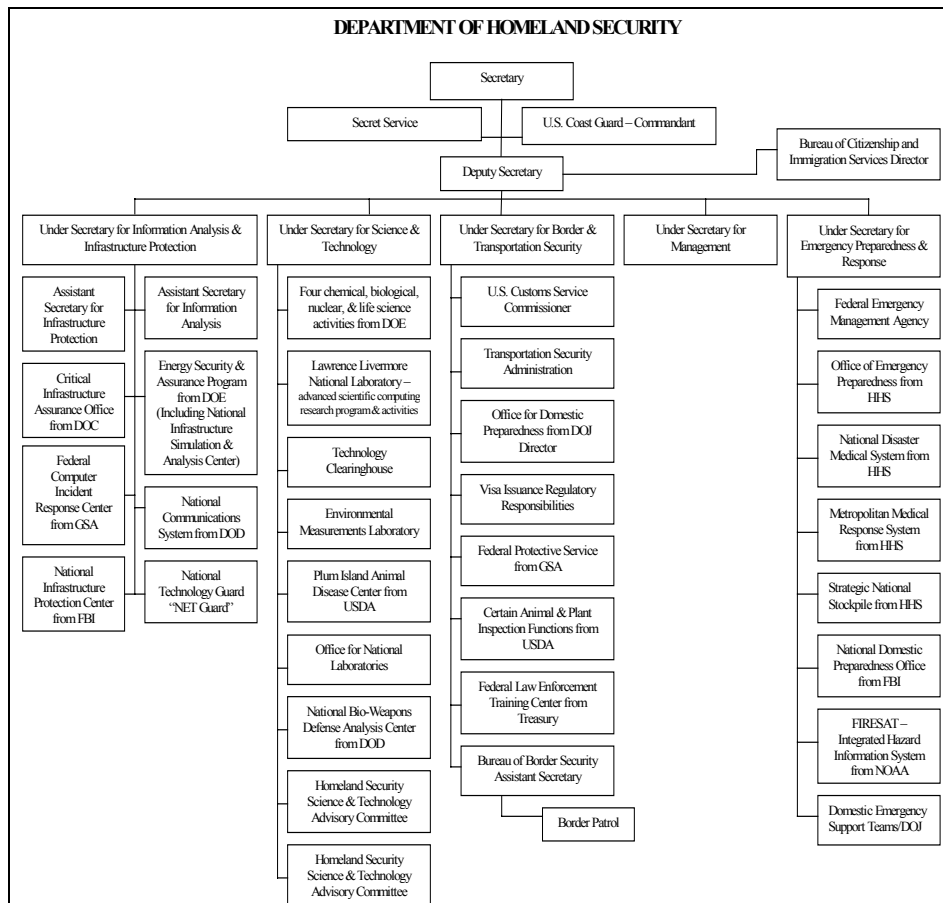 DEPARTMENT OF HOMELAND SECURITY
Secretary
Secret Service
U.S. Coast Guard – Commandant
Bureau of Citizenship and
Immigration Services Director
Deputy Secretary
Under Secretary for Information Analysis &
Infrastructure Protection
Assistant
Secretary for
Infrastructure
Protection
Assistant Secretary
for Information
Analysis
Critical
Infrastructure
Assurance Office
from DOC
Energy Security &
Assurance Program
from DOE
(Including National
Infrastructure
Simulation &
Analysis Center)
Federal
Computer
Incident
Response Center
from GSA
National
Communications
System from DOD
National
Infrastructure
Protection Center
from FBI
National
Technology Guard
“NET Guard”
Under Secretary for Science &
Technology
Four chemical, biological,
nuclear, & life science
activities from DOE
Lawrence Livermore
National Laboratory –
advanced scientific computing
research program & activities
Technology
Clearinghouse
Environmental
Measurements Laboratory
Plum Island Animal
Disease Center from
USDA
Office for National
Laboratories
National Bio-Weapons
Defense Analysis Center
from DOD
Homeland Security
Science & Technology
Advisory Committee
Homeland Security
Science & Technology
Advisory Committee
Under Secretary for Border &
Transportation Security
U.S. Customs Service
Commissioner
Transportation Security
Administration
Office for Domestic
Preparedness from DOJ
Director
Visa Issuance Regulatory
Responsibilities
Federal Protective Service
from GSA
Certain Animal & Plant
Inspection Functions from
USDA
Federal Law Enforcement
Training Center from
Treasury
Bureau of Border Security
Assistant Secretary
Border Patrol
Under Secretary for
Management
Under Secretary for
Emergency Preparedness &
Response
Federal Emergency
Management Agency
Office of Emergency
Preparedness from
HHS
National Disaster
Medical System from
HHS
Metropolitan Medical
Response System
from HHS
Strategic National
Stockpile from HHS
National Domestic
Preparedness Office
from FBI
FIRESAT –
Integrated Hazard
Information System
from NOAA
Domestic Emergency
Support Teams/DOJ